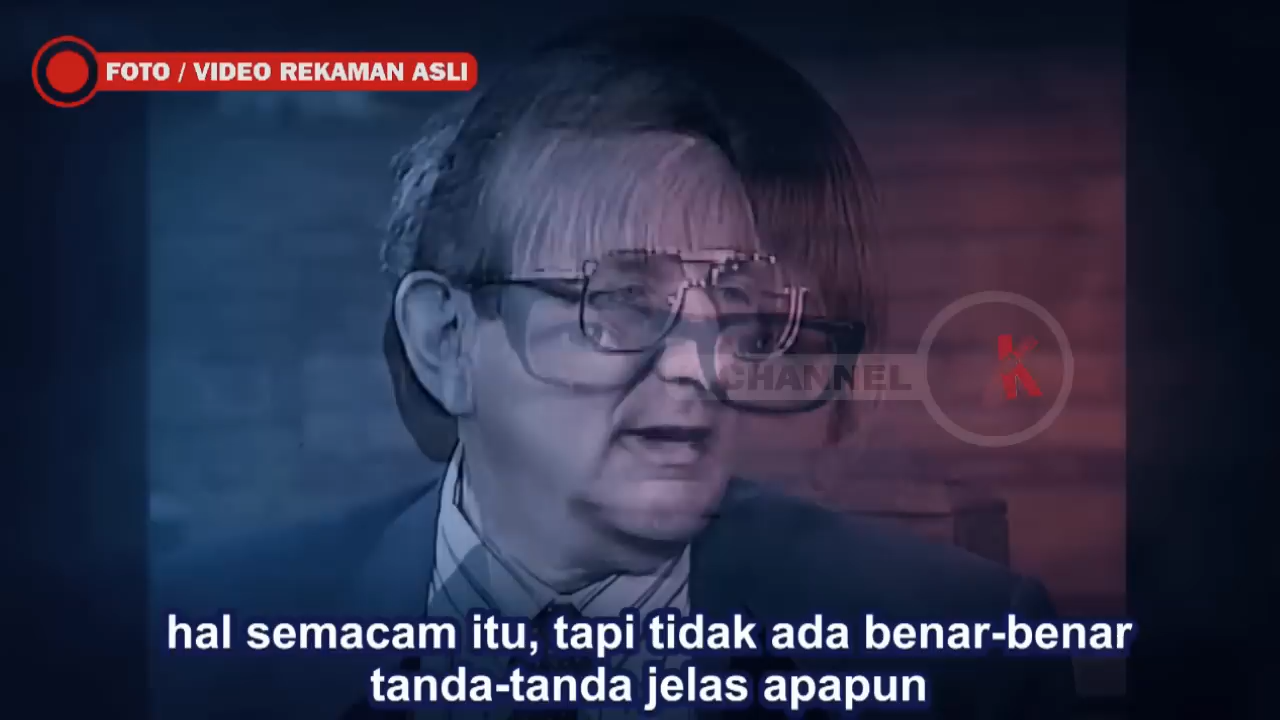 FOTO / VIDEO REKAMAN ASLI
CHANNEL
K
hal semacam itu, tapi tidak ada benar-benar
tanda-tanda jelas apapun